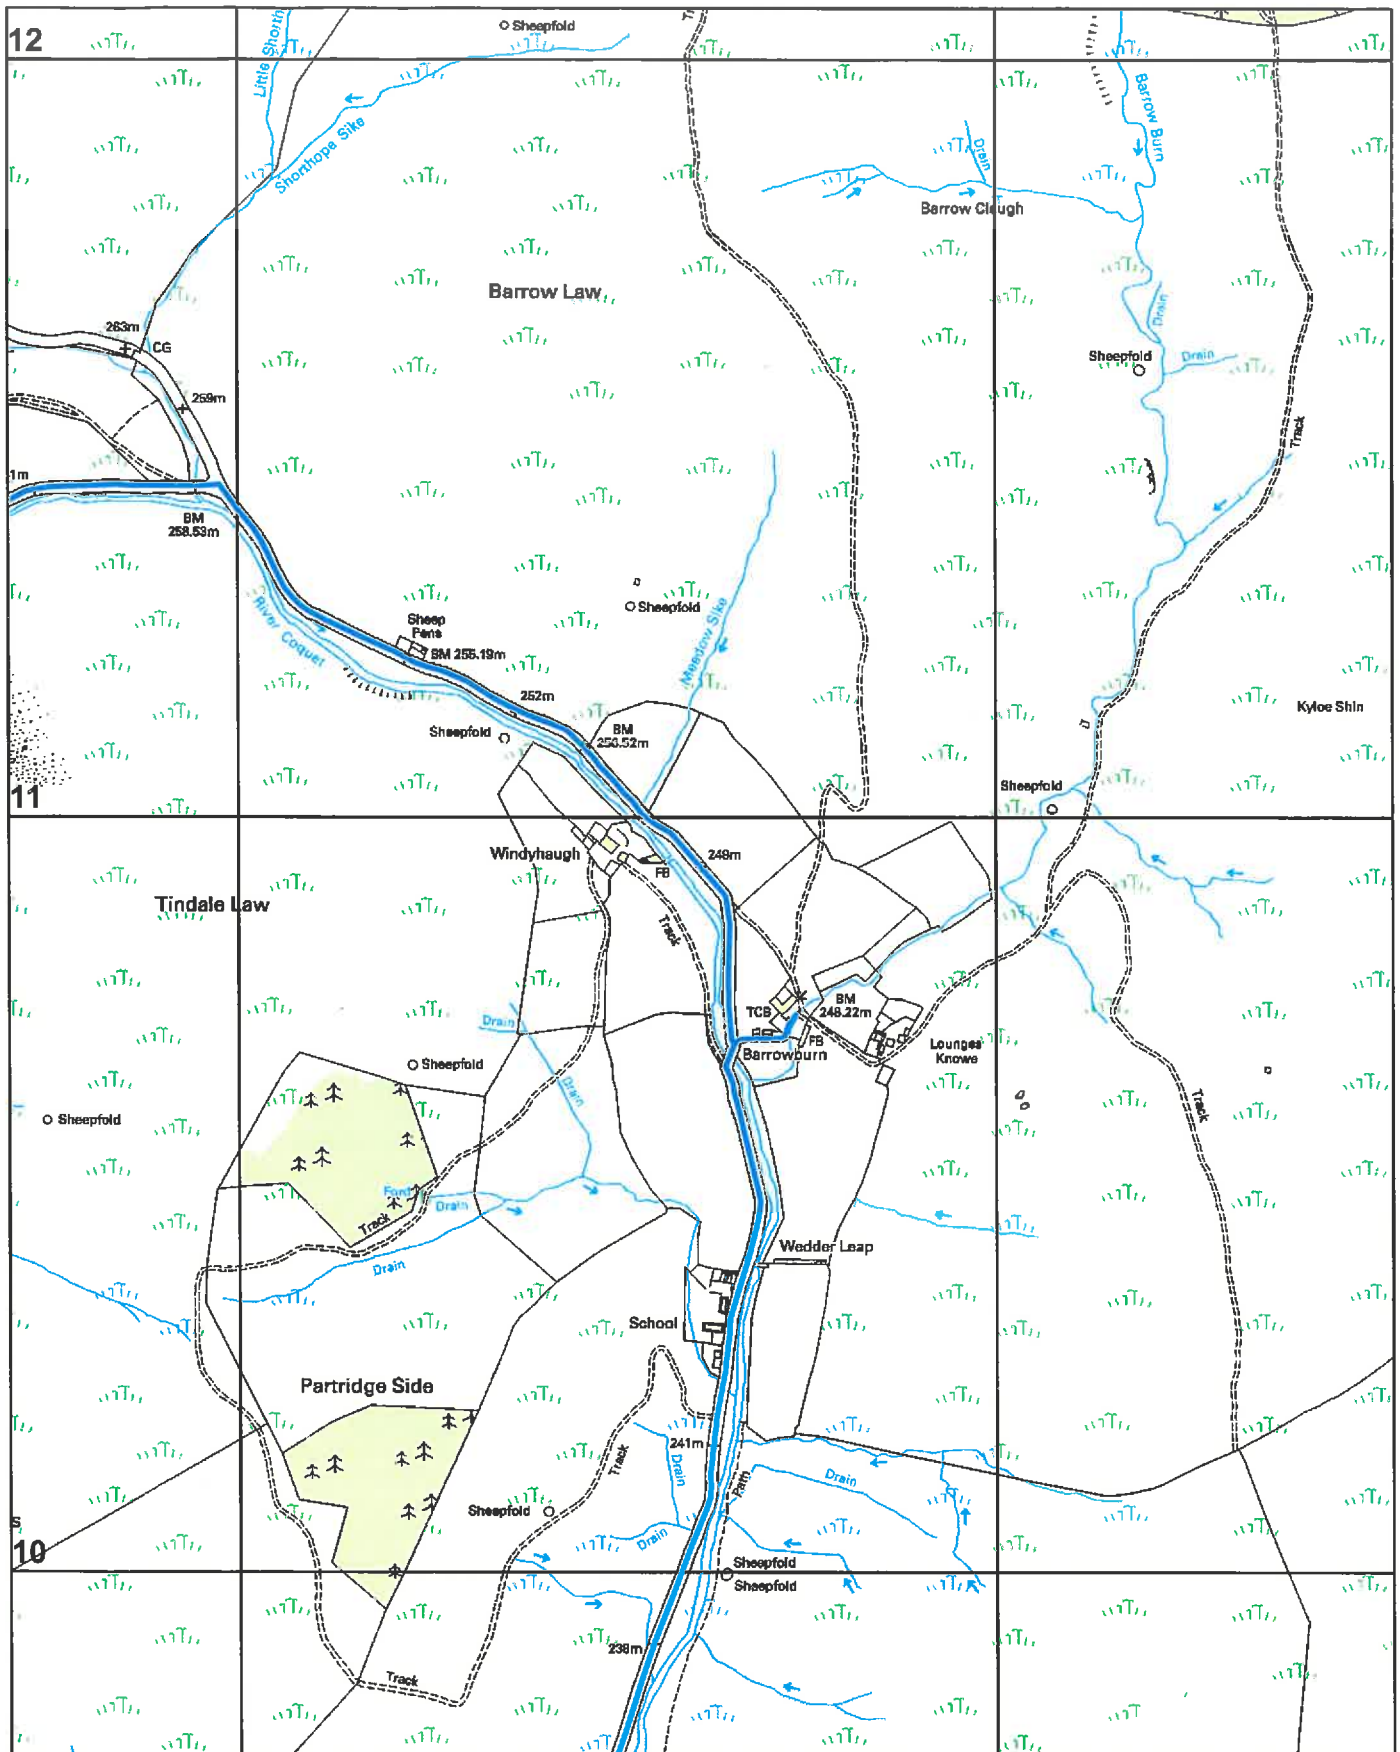 12
Sheepfold
Little Shorth
Shorthope Sike
Barrow Burn
Drain
Barrow Clough
Barrow Law
263m
CG
Drain
Sheepfold
Drain
259m
Track
1m
BM
258.53m
Sheepfold
River Coquet
Sheep
Pens
BM 255.19m
Meadow Sike
252m
Kyloe Shin
Sheepfold
BM
250.52m
Sheepfold
11
Windyhaugh
249m
FB
Tindale Law
Track
BM
248.22m
TCB
FB
Barrowburn
Lounges
Knowe
Drain
Sheepfold
Drain
Sheepfold
Track
Ford
Drain
Track
Drain
Wedder Leap
School
Partridge Side
241m
Track
Drain
Path
Drain
Sheepfold
s
Drain
10
Sheepfold
Sheepfold
238m
Track